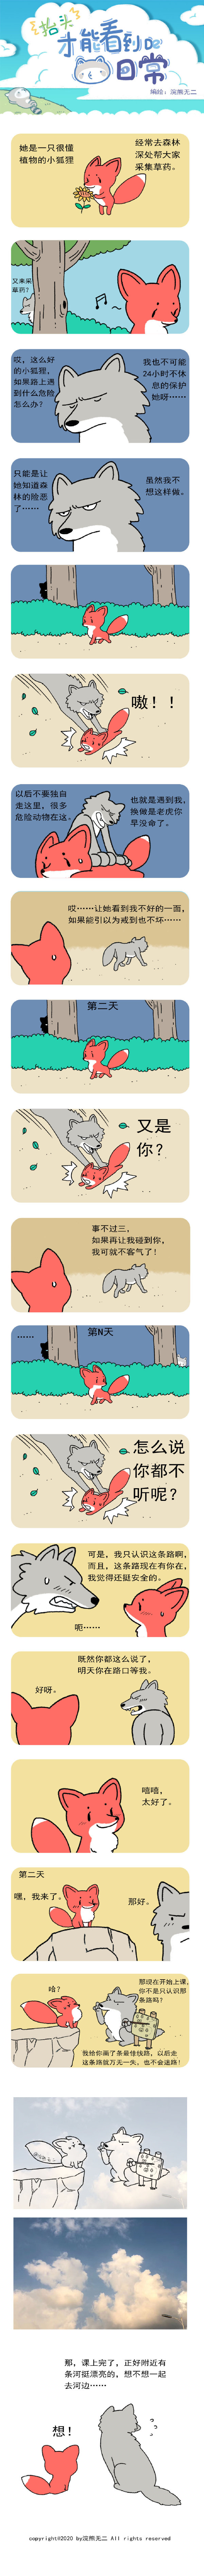 抬头
才能看到的
日常
编绘：浣熊无二
她是一只很懂
植物的小狐狸
经常去森林
深处帮大家
采集草药。
又来采
草药？
哎，这么好
的小狐狸，
如果路上遇
到什么危险
怎么办？
我也不可能
24小时不休
息的保护
她呀……
只能是让
她知道森
林的险恶
了……
虽然我不
想这样做。
嗷！！
以后不要独自
走这里，很多
危险动物在这。
也就是遇到我，
换做是老虎你
早没命了。
哎……让她看到我不好的一面，
如果能引以为戒到也不坏……
第二天
又是
你？
事不过三，
如果再让我碰到你，
我可就不客气了！
……
第N天
怎么说
你都不
听呢？
可是，我只认识这条路啊，
而且，这条路现在有你在，
我觉得还挺安全的。
呃……
既然你都这么说了，
明天你在路口等我。
好呀。
嘻嘻，
太好了。
第二天
嘿，我来了。
那好。
哈？
那现在开始上课，
你不是只认识那
条路吗？
我给你画了条最佳线路，以后走
这条路就万无一失，也不会迷路！
那，课上完了，正好附近有
条河挺漂亮的，想不想一起
去河边……
想！
copyright©2020 by浣熊无二 All rights reserved